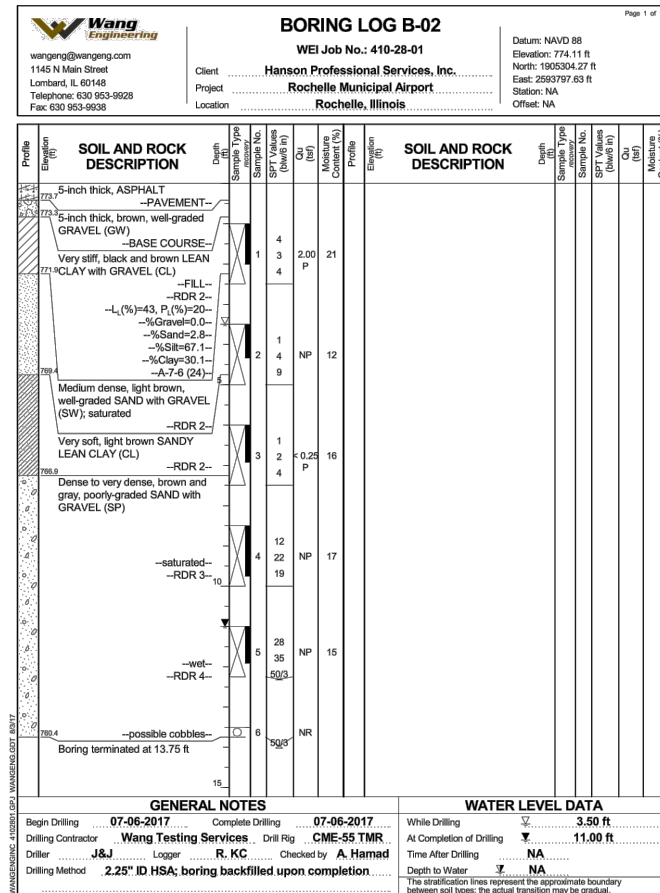 Page 1 of
Wang
Engineering
wangeng@wangeng.com
1145 N Main Street
Lombard, IL 60148
Telephone: 630 953-9928
Fax: 630 953-9938
BORING LOG B-02
WEI Job No.: 410-28-01
Client Hanson Professional Services, Inc.
Project Rochelle Municipal Airport
Location Rochelle, Illinois
Datum: NAVD 88
Elevation: 774.11 ft
North: 1905304.27 ft
East: 2593797.63 ft
Station: NA
Offset: NA
Profile
Elevation (ft)
SOIL AND ROCK DESCRIPTION
Depth (ft)
Sample Type
recovery
Sample No.
SPT Values (blw/6 in)
Qu (tsf)
Moisture Content (%)
Profile
Elevation (ft)
SOIL AND ROCK DESCRIPTION
Depth (ft)
Sample Type
recovery
Sample No.
SPT Values (blw/6 in)
Qu (tsf)
Moisture
773.7
5-inch thick, ASPHALT
--PAVEMENT--
773.3
5-inch thick, brown, well-graded
GRAVEL (GW)
--BASE COURSE--
Very stiff, black and brown LEAN
771.9
CLAY with GRAVEL (CL)
1
4
3
4
2.00
P
21
--FILL--
--RDR 2--
--LL(%)=43, PL(%)=20--
--%Gravel=0.0--
--%Sand=2.8--
--%Silt=67.1--
--%Clay=30.1--
--A-7-6 (24)--
2
1
4
9
NP
12
769.4
5
Medium dense, light brown,
well-graded SAND with GRAVEL
(SW); saturated
--RDR 2--
Very soft, light brown SANDY
LEAN CLAY (CL)
--RDR 2--
3
1
2
4
< 0.25
P
16
766.9
Dense to very dense, brown and
gray, poorly-graded SAND with
GRAVEL (SP)
--saturated--
--RDR 3--
10
4
12
22
19
NP
17
--wet--
--RDR 4--
5
28
35
50/3
NP
15
760.4
--possible cobbles--
6
50/3
NR
Boring terminated at 13.75 ft
15
WANGENGINC 4102801.GPJ WANGENG.GDT 8/3/17
GENERAL NOTES
Begin Drilling 07-06-2017 Complete Drilling 07-06-2017
Drilling Contractor Wang Testing Services Drill Rig CME-55 TMR
Driller J&J Logger R. KC Checked by A. Hamad
Drilling Method 2.25" ID HSA; boring backfilled upon completion
WATER LEVEL DATA
While Drilling 3.50 ft
At Completion of Drilling 11.00 ft
Time After Drilling NA
Depth to Water NA
The stratification lines represent the approximate boundary
between soil types; the actual transition may be gradual.